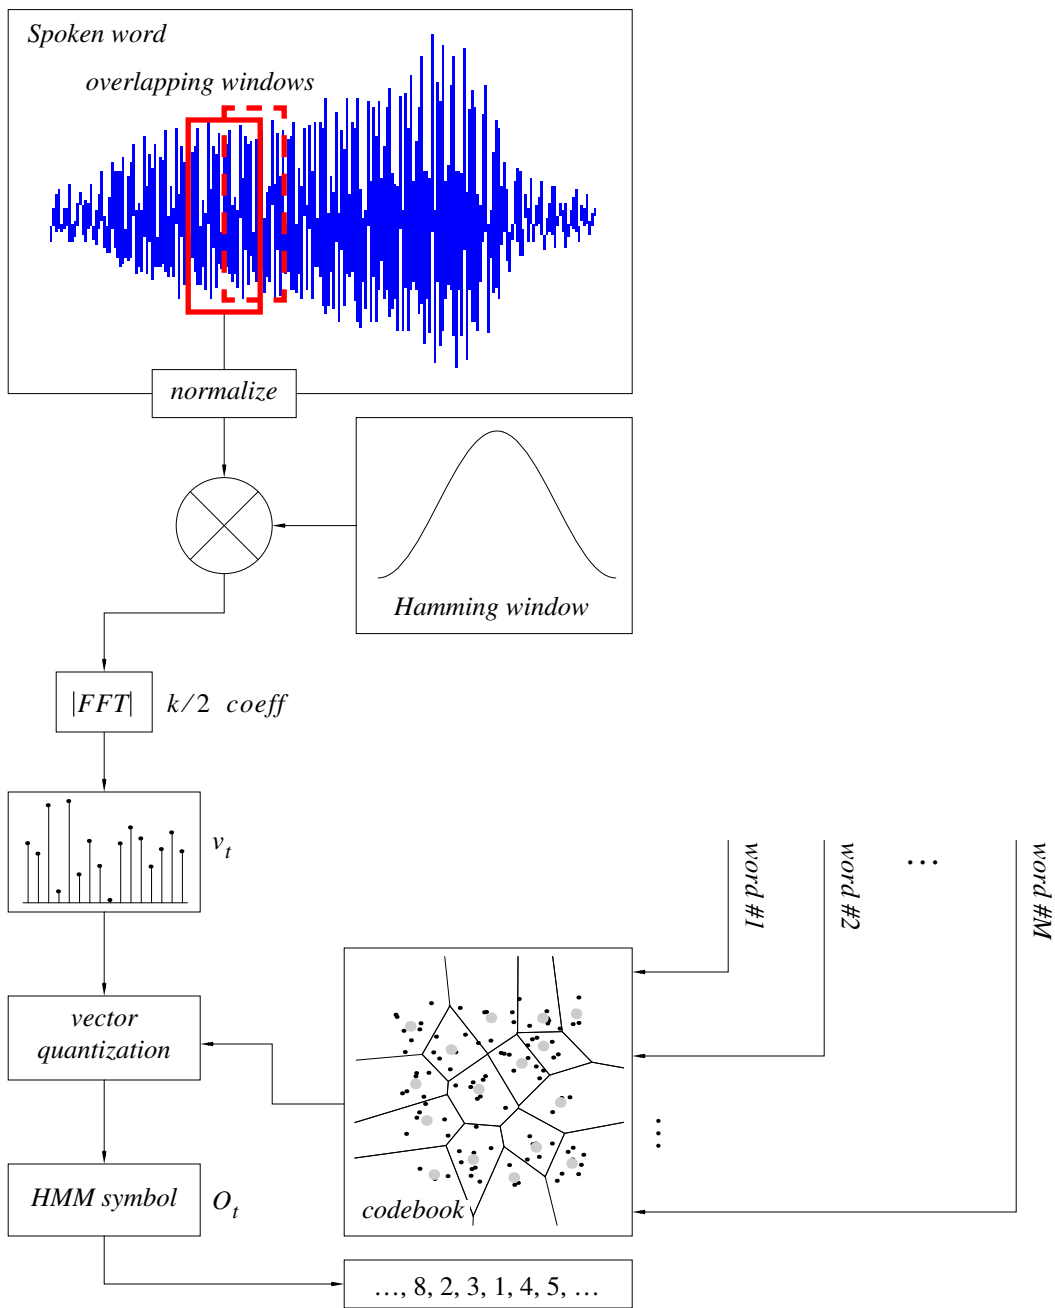 Spoken word
overlapping windows
normalize
Hamming window
|FFT| k/2 coeff
v_t
word #1
word #2
...
word #M
vector
quantization
⋮
codebook
HMM symbol O_t
..., 8, 2, 3, 1, 4, 5, ...